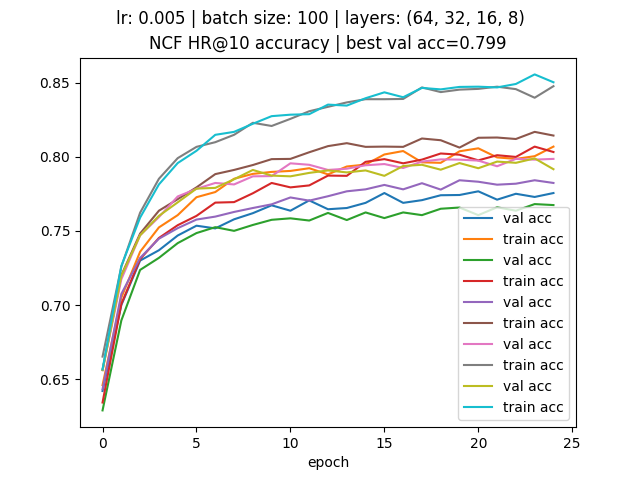 lr: 0.005 | batch size: 100 | layers: (64, 32, 16, 8)
NCF HR@10 accuracy | best val acc=0.799
0.85
0.80
0.75
0.70
0.65
val acc
train acc
val acc
train acc
val acc
train acc
val acc
train acc
val acc
train acc
0
5
10
15
20
25
epoch